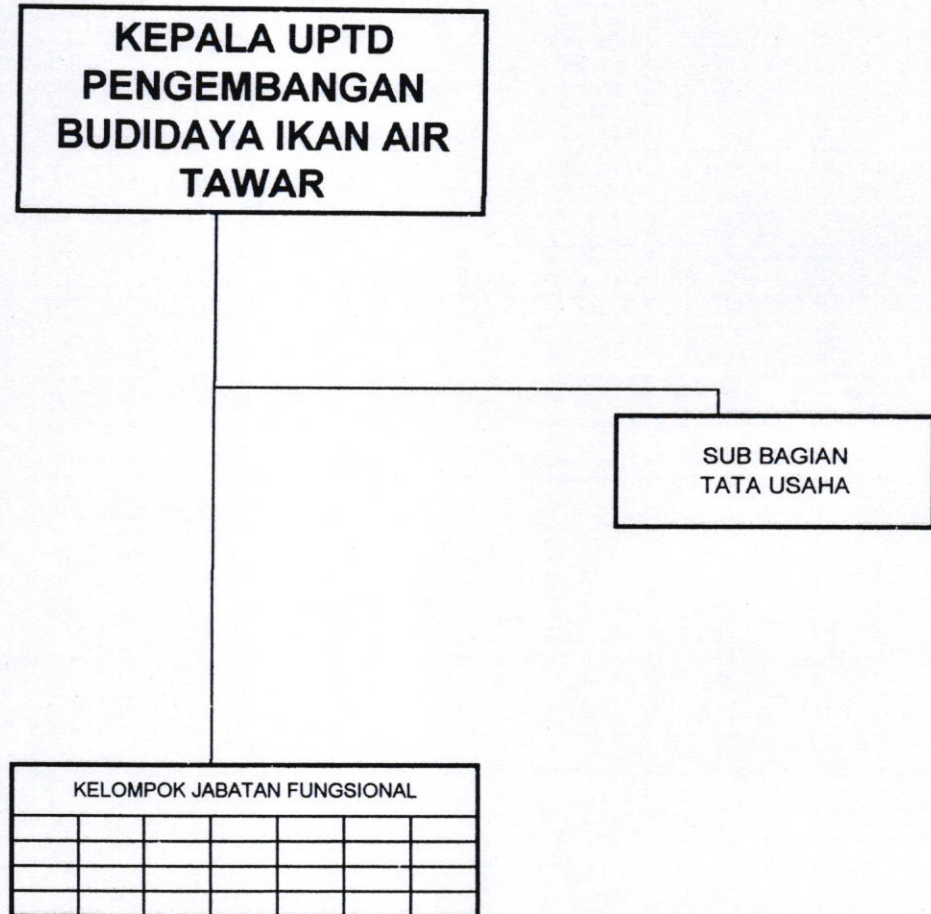 KEPALA UPTD
PENGEMBANGAN
BUDIDAYA IKAN AIR
TAWAR
SUB BAGIAN
TATA USAHA
KELOMPOK JABATAN FUNGSIONAL